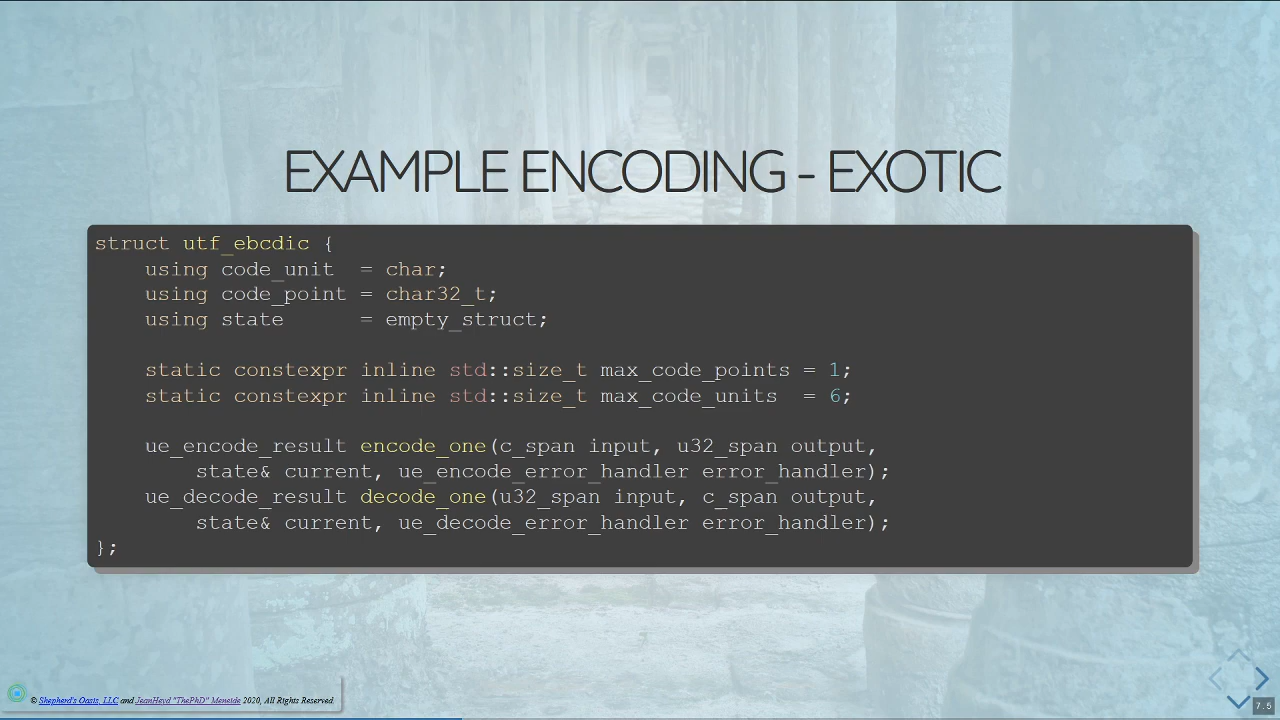 EXAMPLE ENCODING - EXOTIC
struct utf_ebcdic {
    using code_unit  = char;
    using code_point = char32_t;
    using state      = empty_struct;
    static constexpr inline std::size_t max_code_points = 1;
    static constexpr inline std::size_t max_code_units  = 6;
    ue_encode_result encode_one(c_span input, u32_span output,
        state& current, ue_encode_error_handler error_handler);
    ue_decode_result decode_one(u32_span input, c_span output,
        state& current, ue_decode_error_handler error_handler);
};
© Shepherd's Oasis, LLC and JeanHeyd "ThePhD" Meneide 2020, All Rights Reserved.
7.5